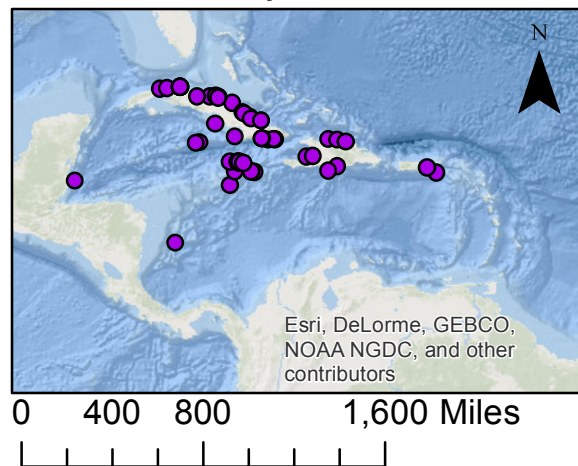 N
Esri, DeLorme, GEBCO,
NOAA NGDC, and other
contributors
0 400 800 1,600 Miles